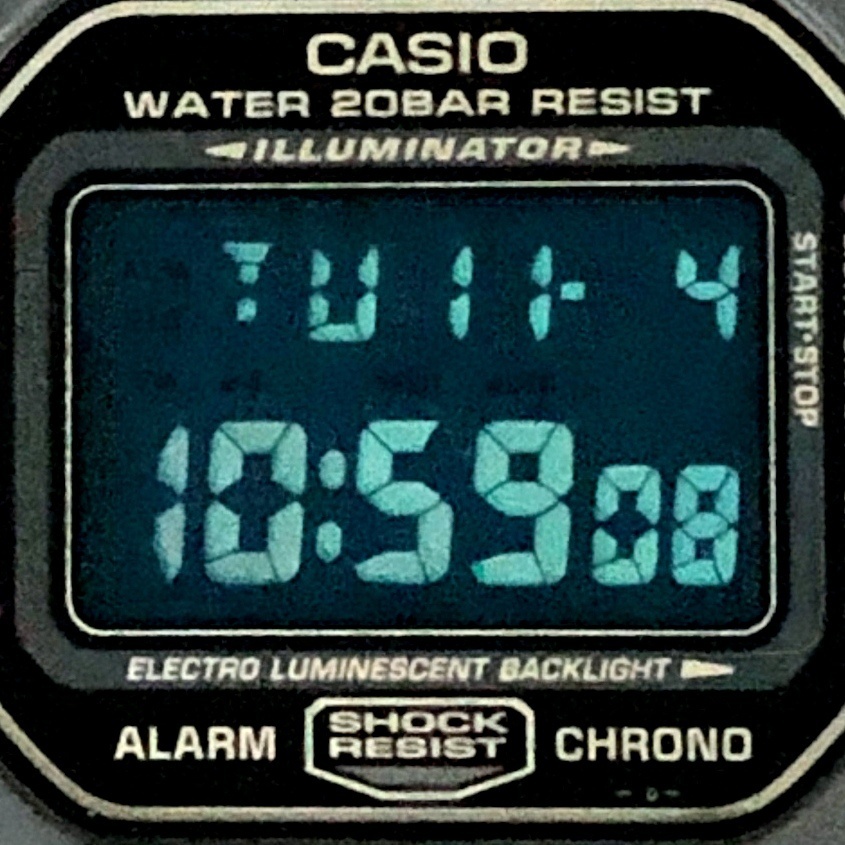 CASIO
WATER 20BAR RESIST
ILLUMINATOR
TU 11- 4
10:59 08
START·STOP
ELECTRO LUMINESCENT BACKLIGHT
ALARM
SHOCK
RESIST
CHRONO